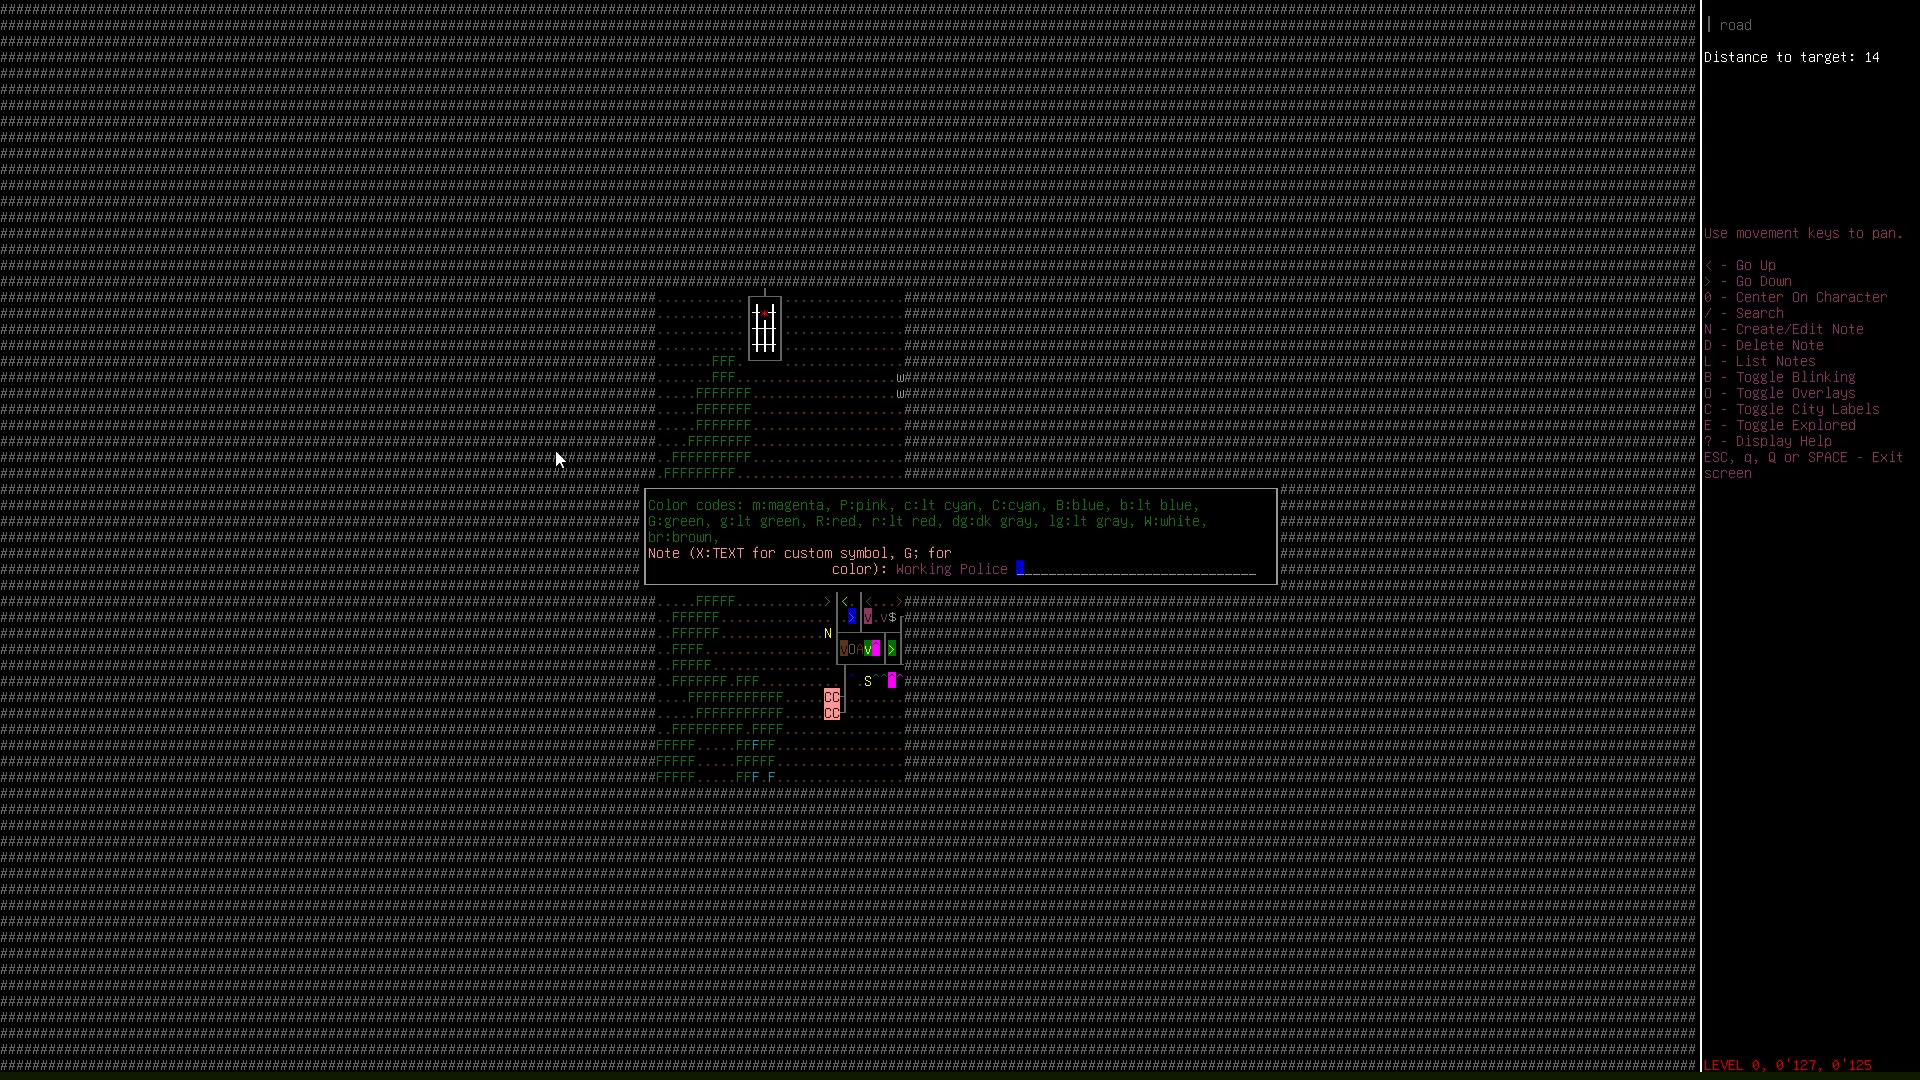 road
Distance to target: 14
Use movement keys to pan.
< - Go Up
> - Go Down
0 - Center On Character
/ - Search
N - Create/Edit Note
D - Delete Note
L - List Notes
B - Toggle Blinking
O - Toggle Overlays
C - Toggle City Labels
E - Toggle Explored
? - Display Help
ESC, q, Q or SPACE - Exit
screen
Color codes: m:magenta, P:pink, c:lt cyan, C:cyan, B:blue, b:lt blue,
G:green, g:lt green, R:red, r:lt red, dg:dk gray, lg:lt gray, W:white,
br:brown,
Note (X:TEXT for custom symbol, G; for
color): Working Police
LEVEL 0, 0'127, 0'125